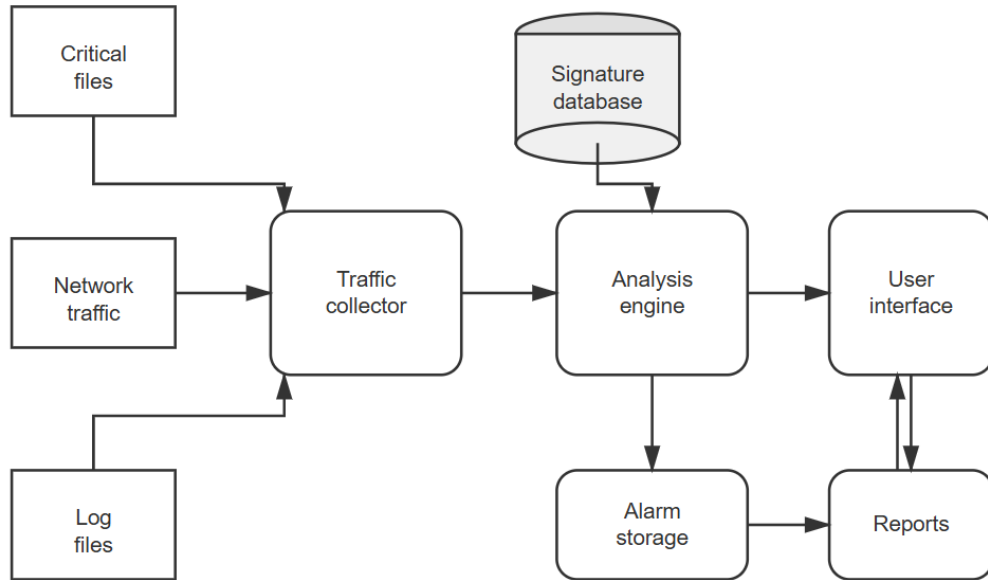 Critical
files
Signature
database
Network
traffic
Traffic
collector
Analysis
engine
User
interface
Log
files
Alarm
storage
Reports